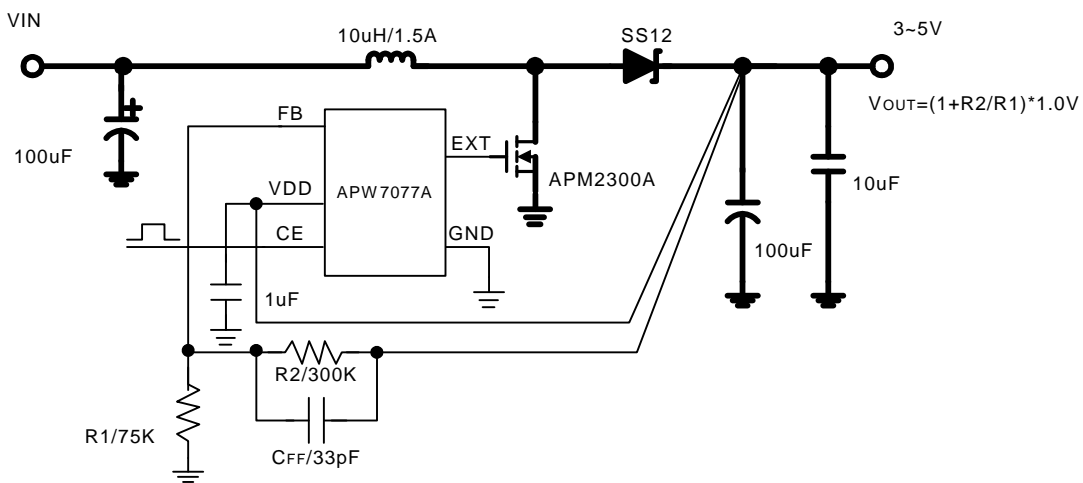 VIN
10uH/1.5A
SS12
3~5V
VOUT=(1+R2/R1)*1.0V
FB
EXT
100uF
APM2300A
10uF
VDD
APW7077A
CE
GND
100uF
1uF
R2/300K
R1/75K
CFF/33pF